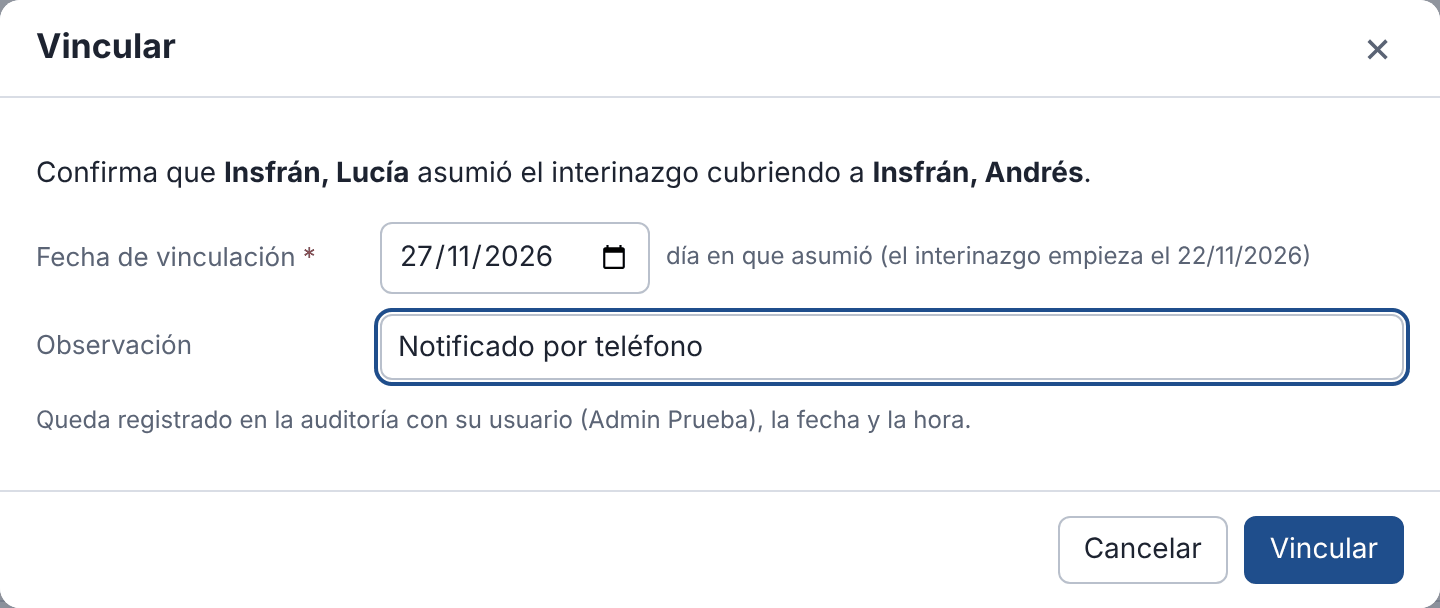 Vincular
Confirma que Insfrán, Lucía asumió el interinazgo cubriendo a Insfrán, Andrés.
Fecha de vinculación * 27/11/2026 día en que asumió (el interinazgo empieza el 22/11/2026)
Observación Notificado por teléfono
Queda registrado en la auditoría con su usuario (Admin Prueba), la fecha y la hora.
Cancelar Vincular